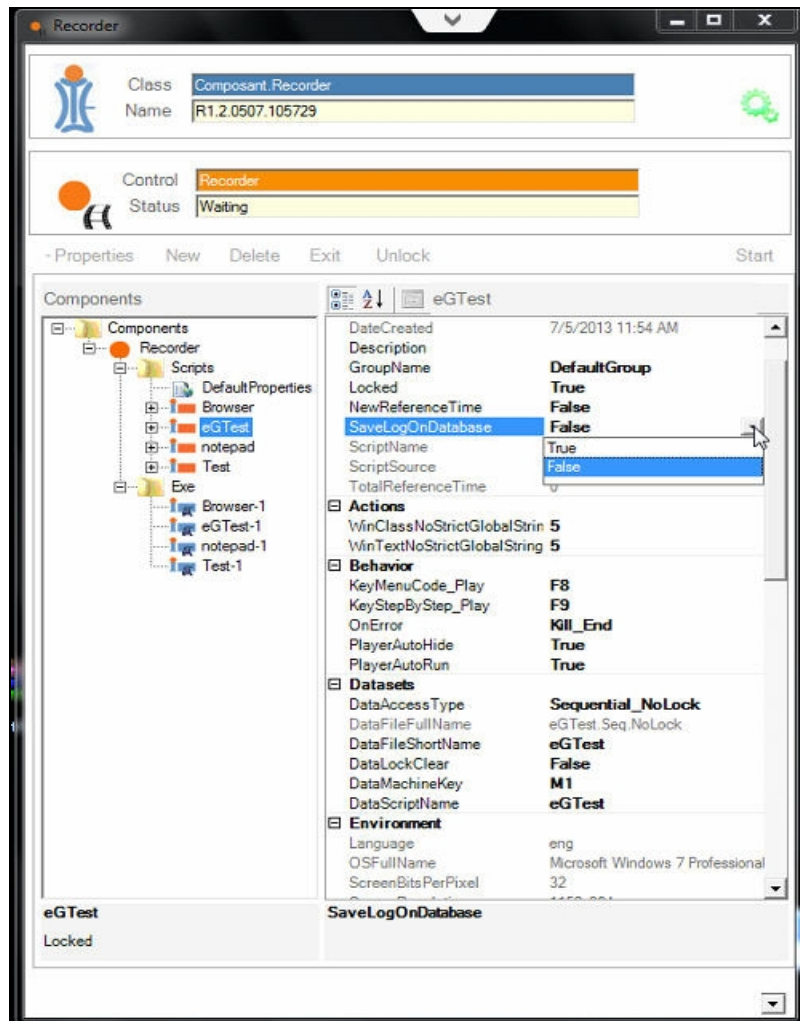 Recorder
Class Composant.Recorder
Name R1.2.0507.105729
Control Recorder
Status Waiting
- Properties New Delete Exit Unlock Start
Components
eGTest
Components
Recorder
Scripts
DefaultProperties
Browser
eGTest
notepad
Test
Exe
Browser-1
eGTest-1
notepad-1
Test-1
DateCreated 7/5/2013 11:54 AM
Description
GroupName DefaultGroup
Locked True
NewReferenceTime False
SaveLogOnDatabase False
ScriptName True
ScriptSource False
TotalReferenceTime
Actions
WinClassNoStrictGlobalStrin 5
WinTextNoStrictGlobalString 5
Behavior
KeyMenuCode_Play F8
KeyStepByStep_Play F9
OnError Kill_End
PlayerAutoHide True
PlayerAutoRun True
Datasets
DataAccessType Sequential_NoLock
DataFileFullName eGTest.Seq.NoLock
DataFileShortName eGTest
DataLockClear False
DataMachineKey M1
DataScriptName eGTest
Environment
Language eng
OSFullName Microsoft Windows 7 Professional
ScreenBitsPerPixel 32
eGTest
Locked
SaveLogOnDatabase